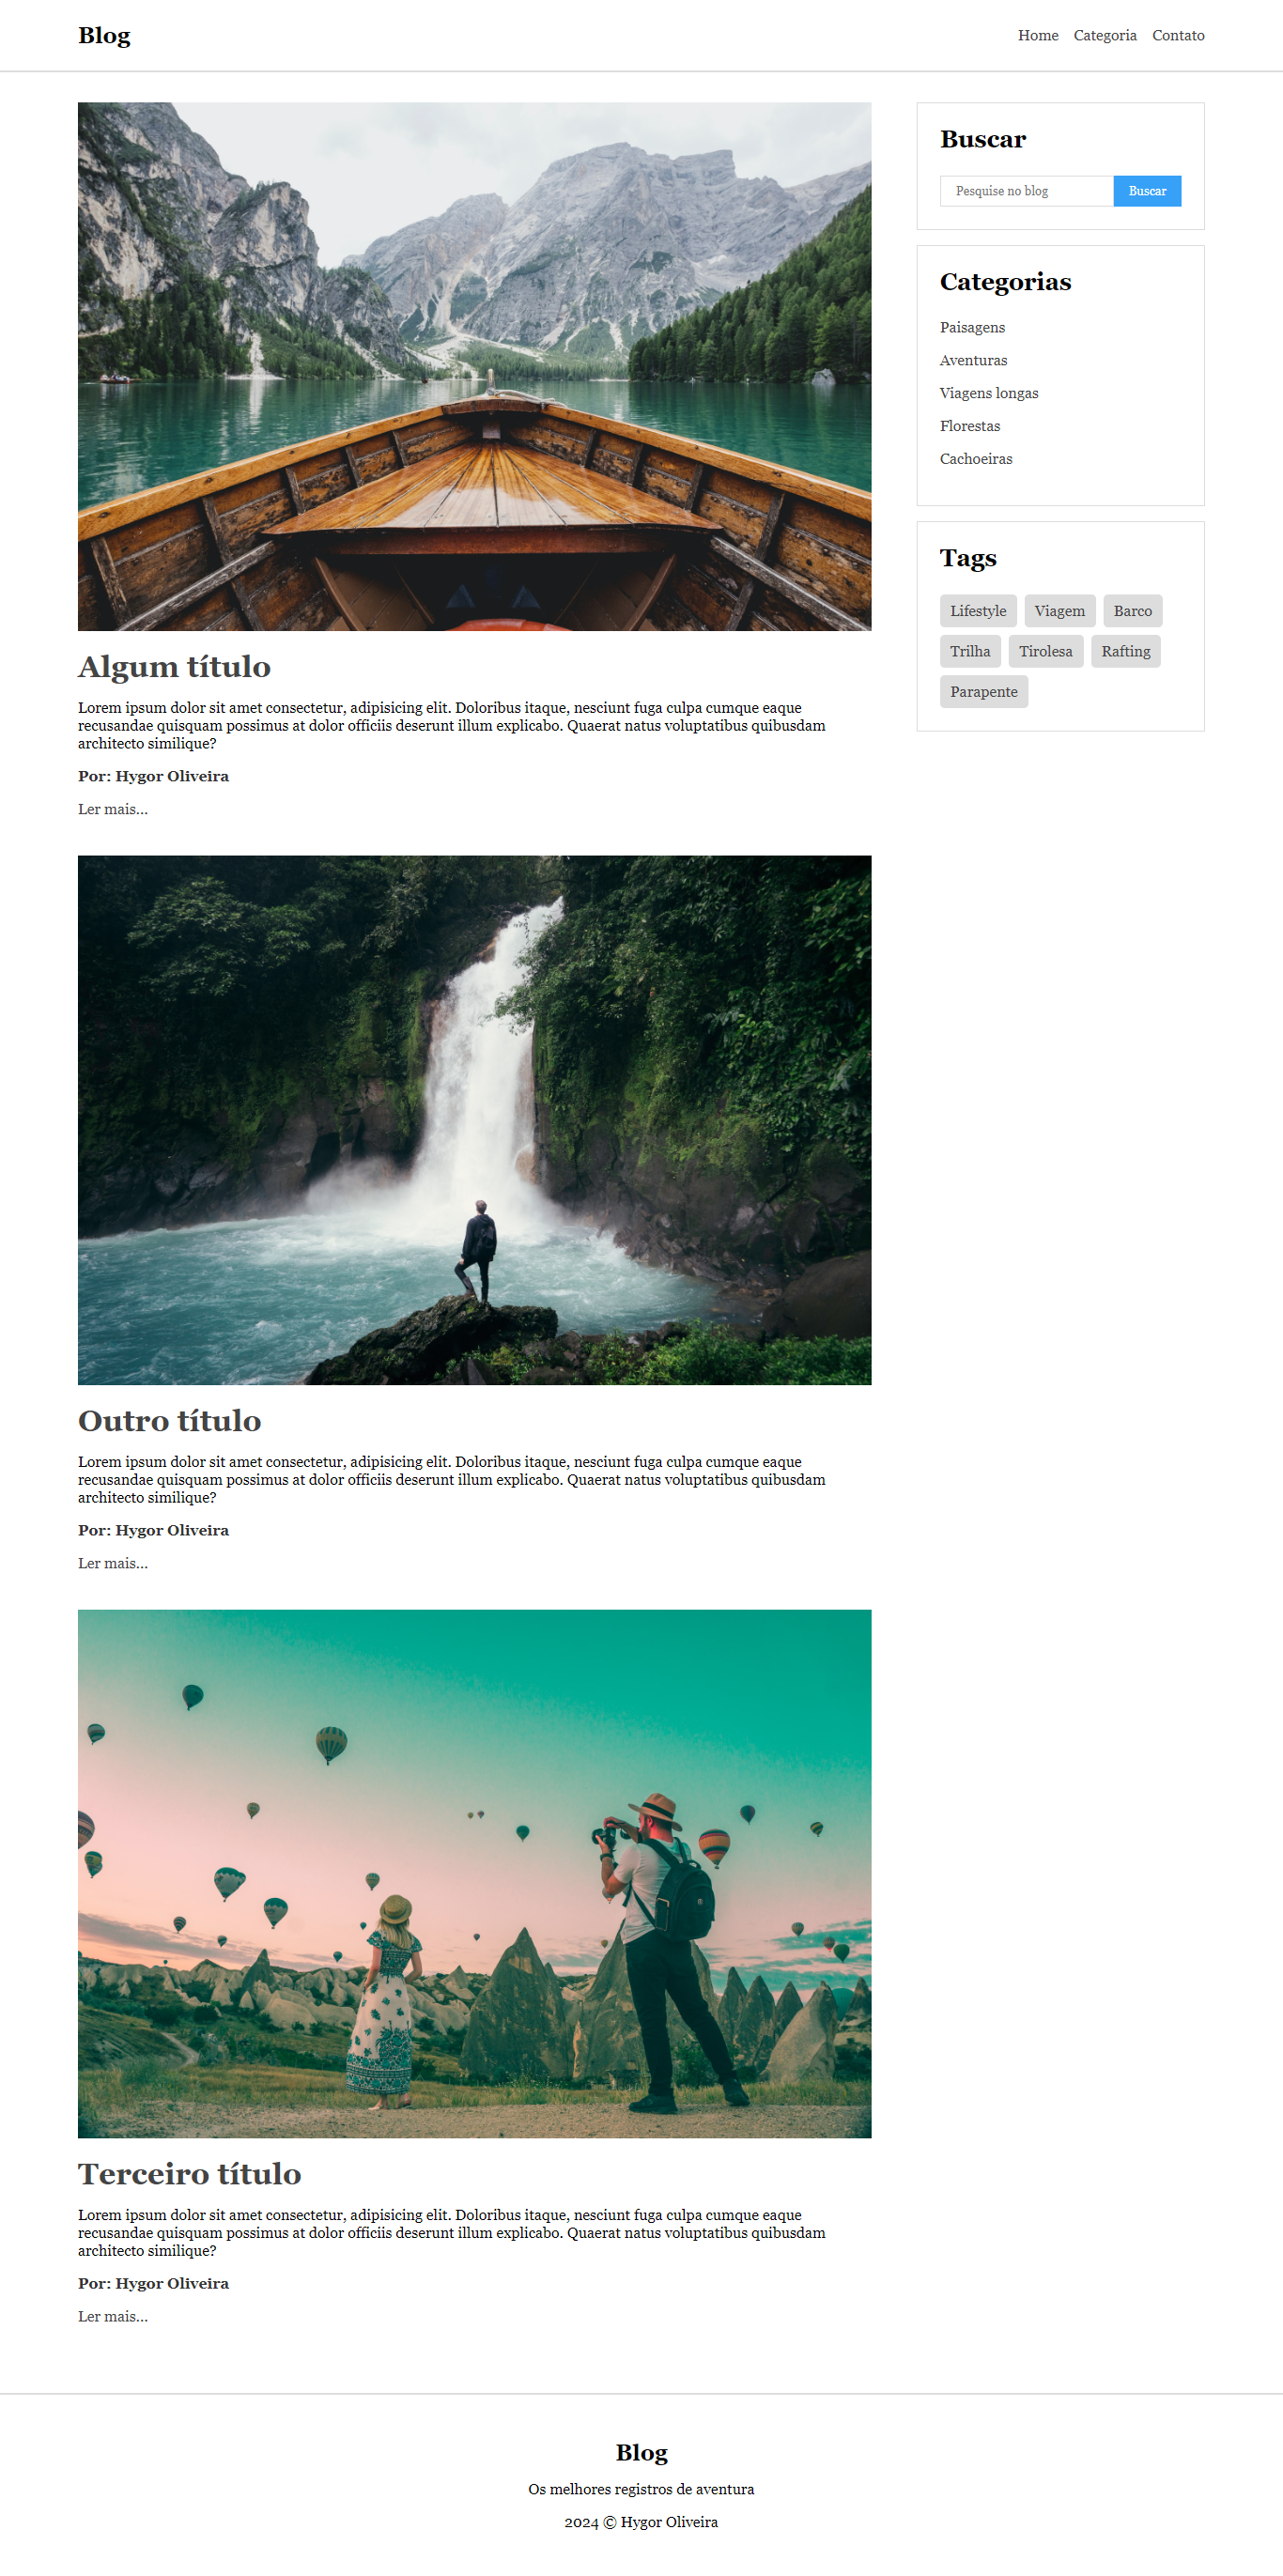 Blog
Home Categoria Contato
Algum título
Lorem ipsum dolor sit amet consectetur, adipisicing elit. Doloribus itaque, nesciunt fuga culpa cumque eaque
recusandae quisquam possimus at dolor officiis deserunt illum explicabo. Quaerat natus voluptatibus quibusdam
architecto similique?
Por: Hygor Oliveira
Ler mais...
Outro título
Lorem ipsum dolor sit amet consectetur, adipisicing elit. Doloribus itaque, nesciunt fuga culpa cumque eaque
recusandae quisquam possimus at dolor officiis deserunt illum explicabo. Quaerat natus voluptatibus quibusdam
architecto similique?
Por: Hygor Oliveira
Ler mais...
Terceiro título
Lorem ipsum dolor sit amet consectetur, adipisicing elit. Doloribus itaque, nesciunt fuga culpa cumque eaque
recusandae quisquam possimus at dolor officiis deserunt illum explicabo. Quaerat natus voluptatibus quibusdam
architecto similique?
Por: Hygor Oliveira
Ler mais...
Buscar
Pesquise no blog Buscar
Categorias
Paisagens
Aventuras
Viagens longas
Florestas
Cachoeiras
Tags
Lifestyle Viagem Barco
Trilha Tirolesa Rafting
Parapente
Blog
Os melhores registros de aventura
2024 © Hygor Oliveira